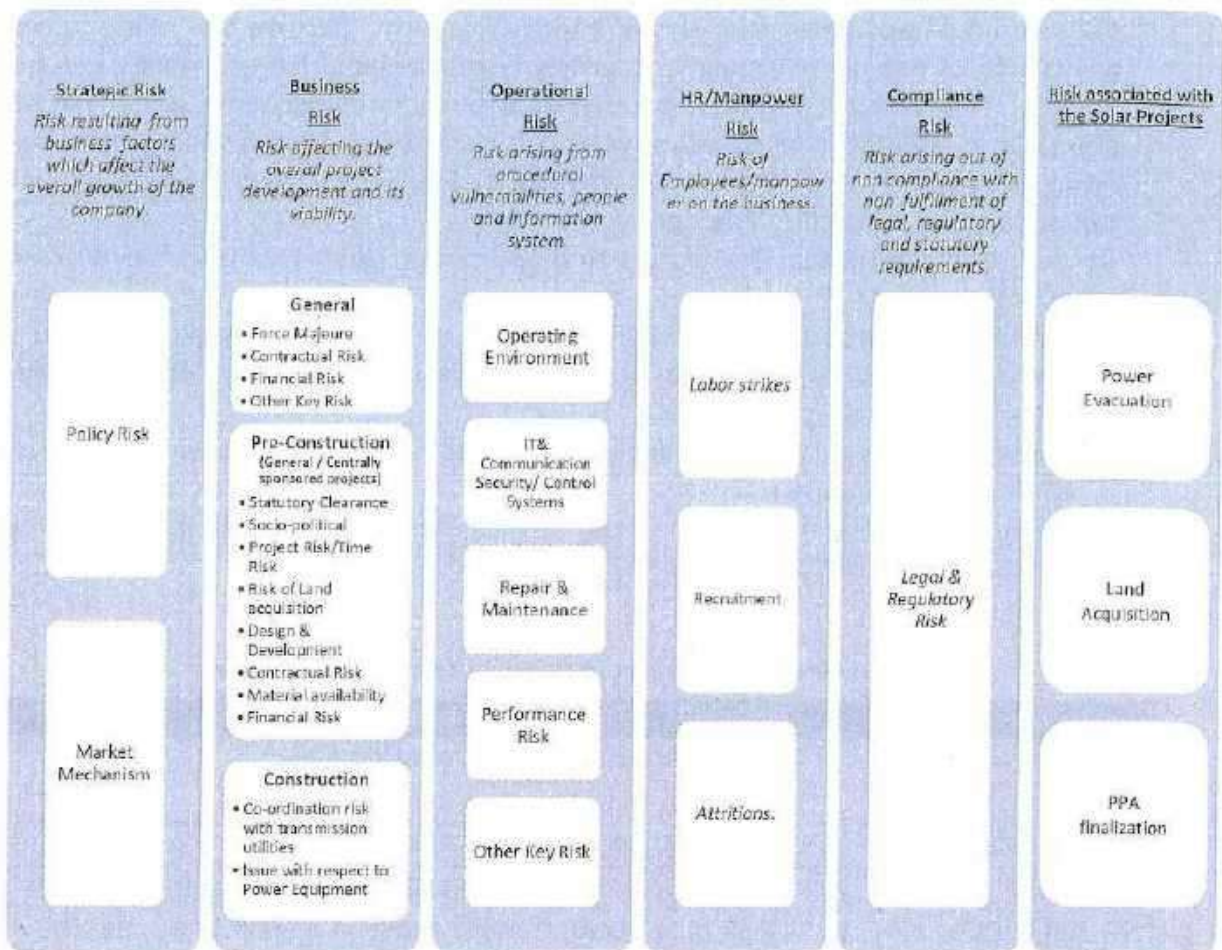 Strategic Risk
Risk resulting from
business factors
which affect the
overall growth of the
company
Policy Risk
Market
Mechanism
Business
Risk
Risk affecting the
overall project
development and its
viability.
General
• Force Majeure
• Contractual Risk
• Financial Risk
• Other Key Risk
Pre-Construction
(General / Centrally
sponsored projects)
• Statutory Clearance
• Socio-political
• Project Risk/Time
Risk
• Risk of Land
acquisition
• Design &
Development
• Contractual Risk
• Material availability
• Financial Risk
Construction
• Co-ordination risk
with transmission
utilities
• Issue with respect to
Power Equipment
Operational
Risk
Risk arising from
procedural
vulnerabilities, people
and information
system
Operating
Environment
IT&
Communication
Security/ Control
Systems
Repair &
Maintenance
Performance
Risk
Other Key Risk
HR/Manpower
Risk
Risk of
Employees/manpow
er on the business.
Labor strikes
Recruitment
Attritions.
Compliance
Risk
Risk arising out of
non compliance with
non fulfillment of
legal, regulatory
and statutory
requirements
Legal &
Regulatory
Risk
Risk associated with
the Solar Projects
Power
Evacuation
Land
Acquisition
PPA
finalization